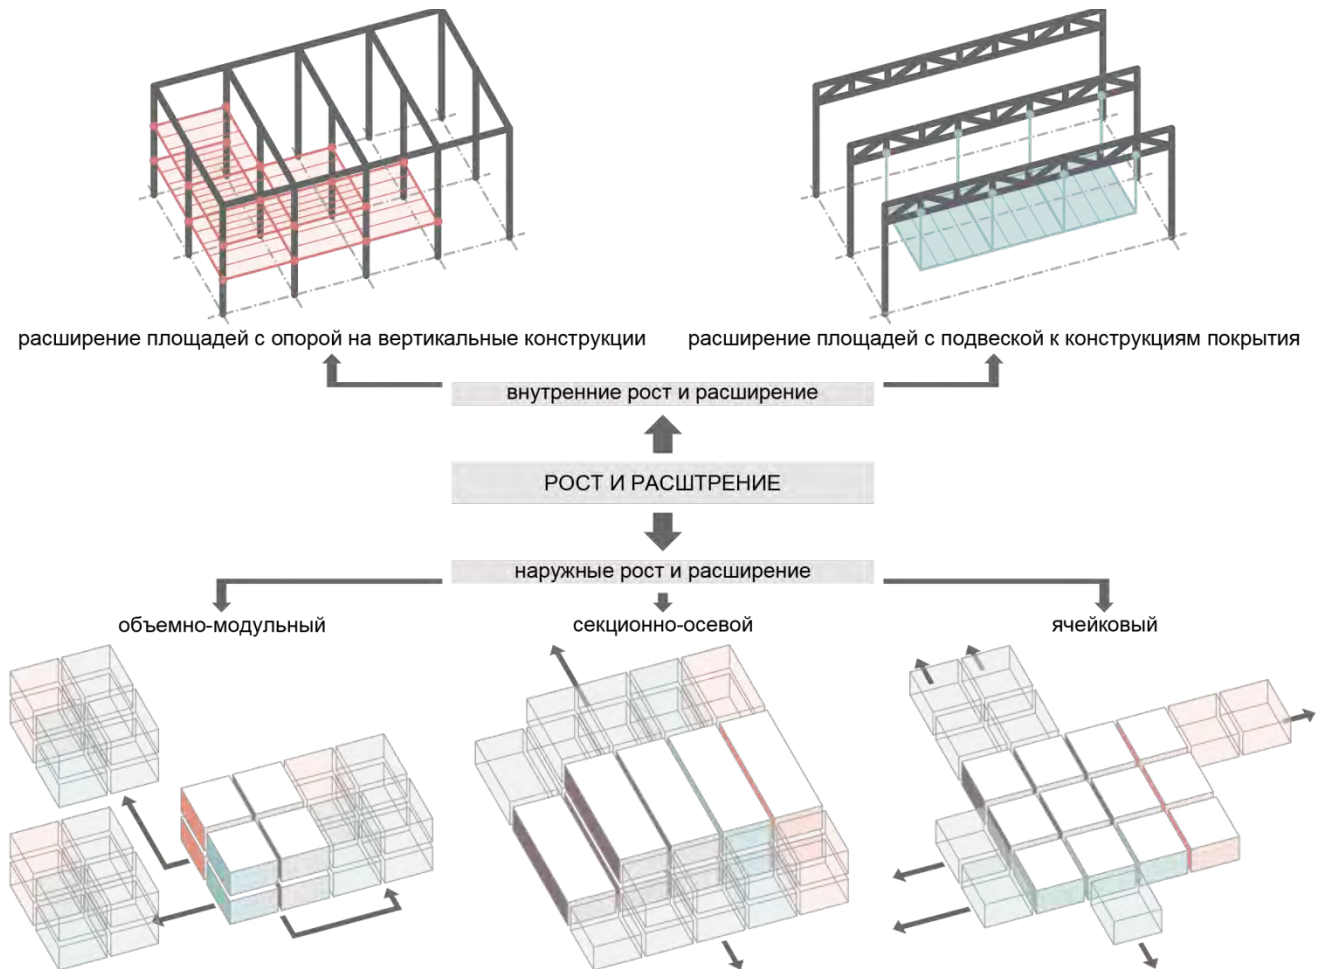 расширение площадей с опорой на вертикальные конструкции
расширение площадей с подвеской к конструкциям покрытия
внутренние рост и расширение
РОСТ И РАСШТРЕНИЕ
наружные рост и расширение
объемно-модульный
секционно-осевой
ячейковый